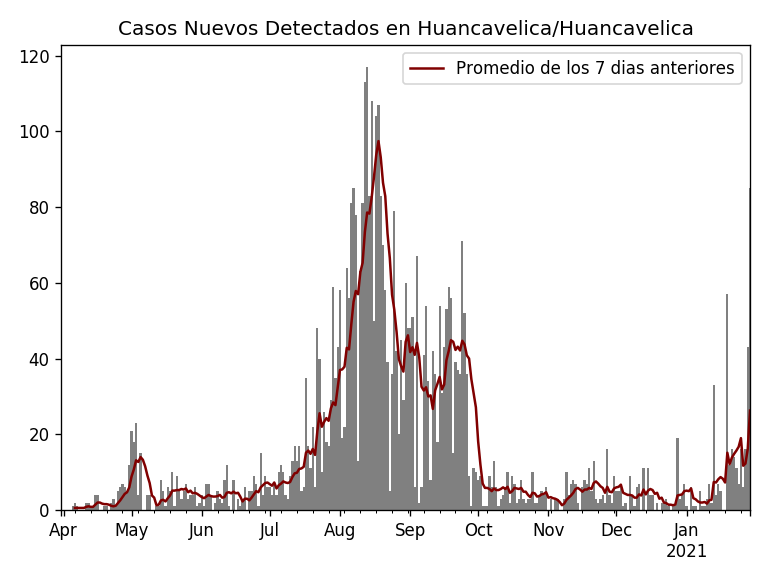 Casos Nuevos Detectados en Huancavelica/Huancavelica
Promedio de los 7 dias anteriores
120
100
80
60
40
20
0
Apr May Jun Jul Aug Sep Oct Nov Dec Jan
2021